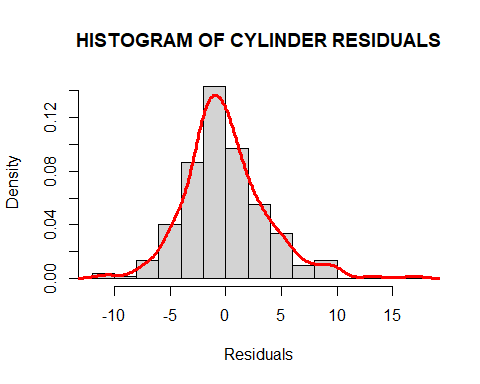 HISTOGRAM OF CYLINDER RESIDUALS
Density
0.12
0.08
0.04
0.00
-10 -5 0 5 10 15
Residuals